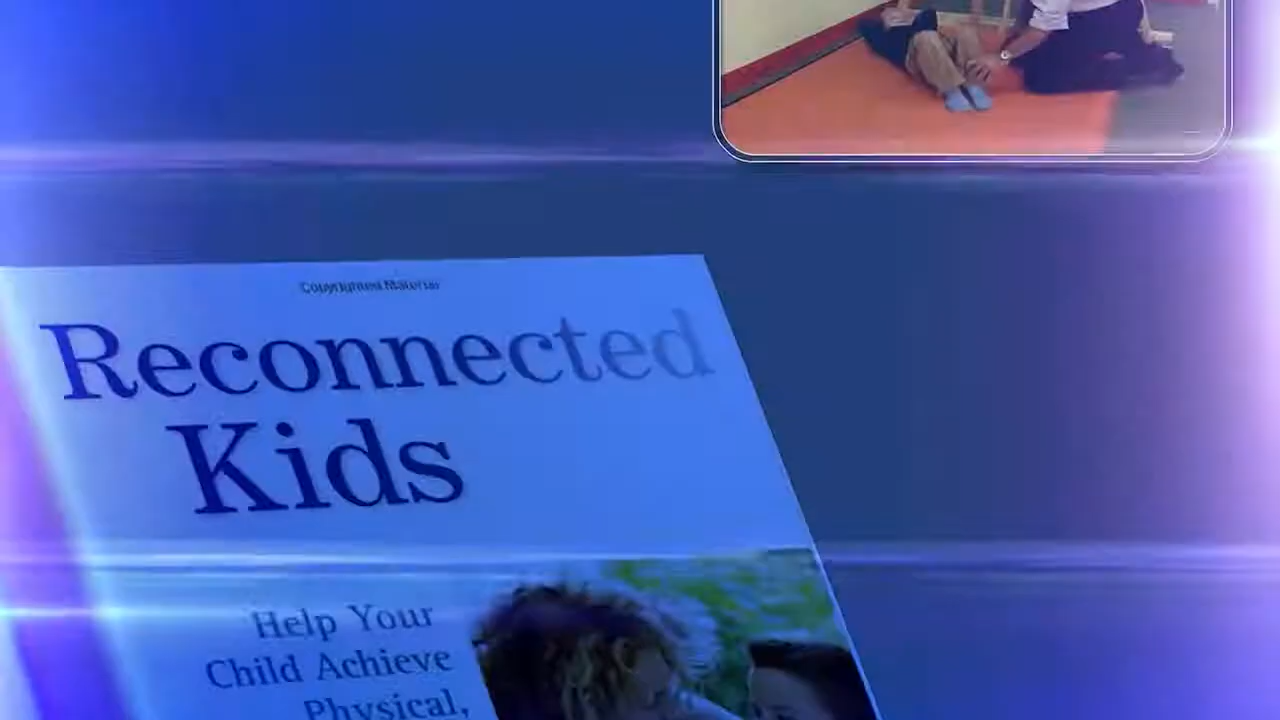 Copyrighted Material
Reconnected
Kids
Help Your
Child Achieve
Physical,